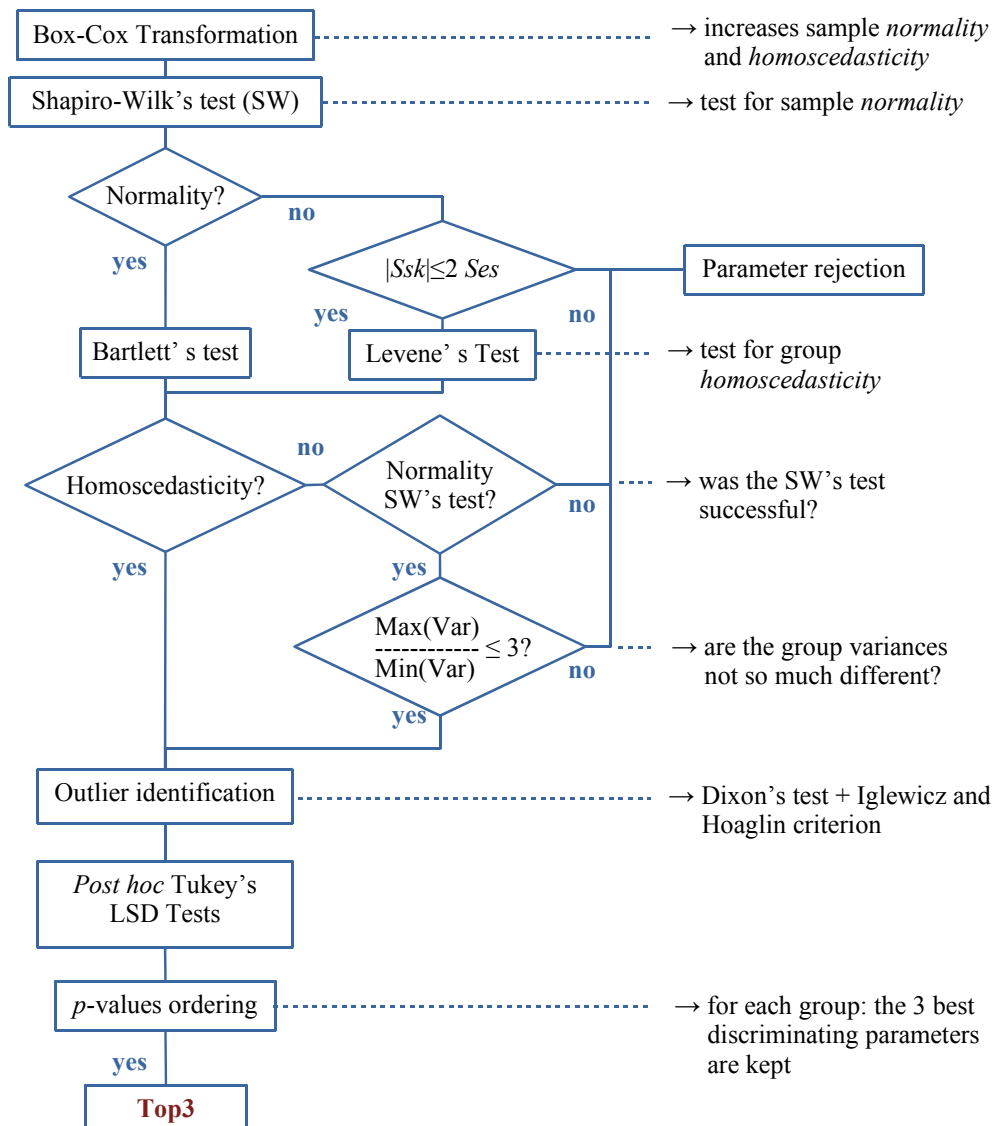 Box-Cox Transformation
→ increases sample normality
and homoscedasticity
Shapiro-Wilk’s test (SW)
→ test for sample normality
Normality?
no
yes
|Ssk|≤2 Ses
Parameter rejection
yes
no
Bartlett’ s test
Levene’ s Test
→ test for group
homoscedasticity
Homoscedasticity?
no
Normality
SW’s test?
no
→ was the SW’s test
successful?
yes
yes
Max(Var)
------------
Min(Var)
≤ 3?
no
→ are the group variances
not so much different?
yes
Outlier identification
→ Dixon’s test + Iglewicz and
Hoaglin criterion
Post hoc Tukey’s
LSD Tests
p-values ordering
→ for each group: the 3 best
discriminating parameters
are kept
yes
Top3